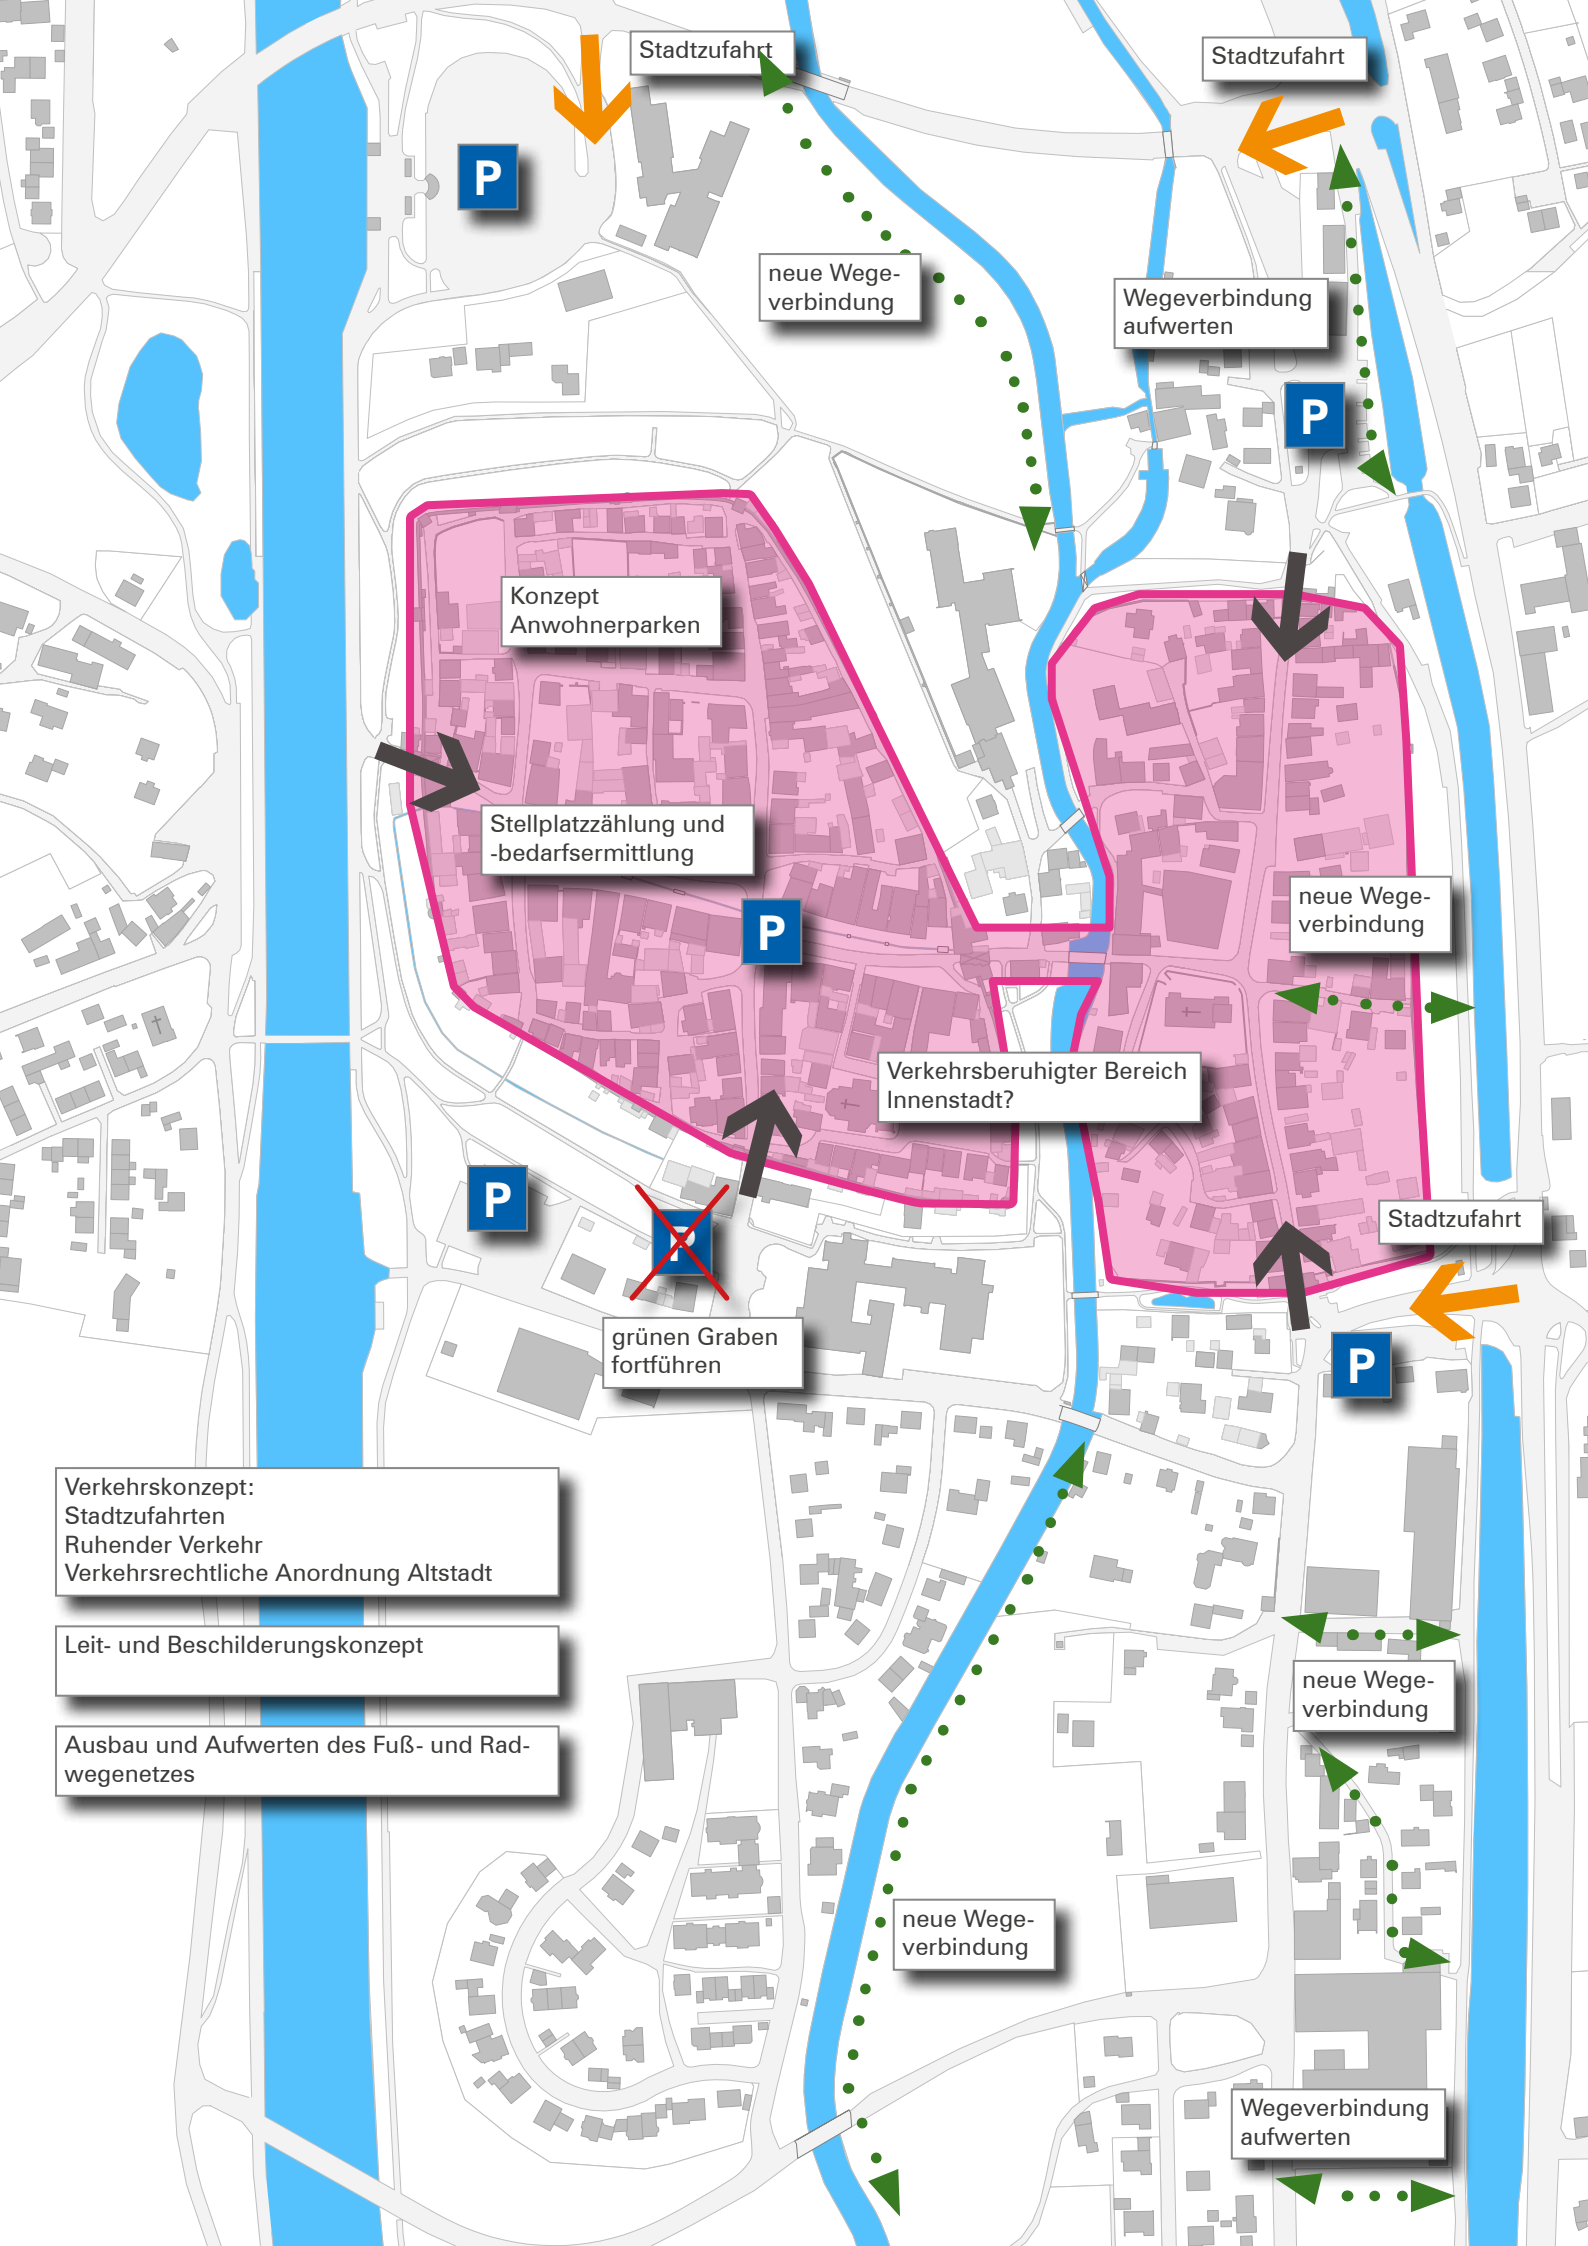 Stadtzufahrt
Stadtzufahrt
P
neue Wege-
verbindung
Wegeverbindung
aufwerten
P
Konzept
Anwohnerparken
Stellplatzzählung und
-bedarfsermittlung
P
neue Wege-
verbindung
Verkehrsberuhigter Bereich
Innenstadt?
P
P
Stadtzufahrt
grünen Graben
fortführen
P
Verkehrskonzept:
Stadtzufahrten
Ruhender Verkehr
Verkehrsrechtliche Anordnung Altstadt
Leit- und Beschilderungskonzept
Ausbau und Aufwerten des Fuß- und Rad-
wegenetzes
neue Wege-
verbindung
neue Wege-
verbindung
Wegeverbindung
aufwerten